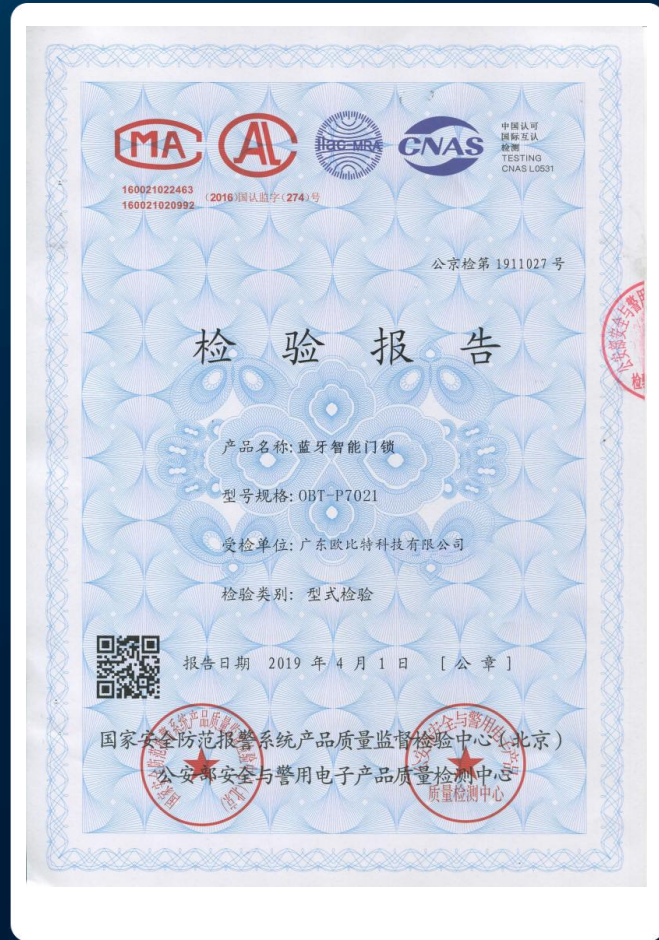 MA
AL
ilac-MRA
CNAS
中国认可
国际互认
检测
TESTING
CNAS L0531
160021022463
160021020992
(2016)国认监字(274)号
公京检第 1911027 号
检验报告
产品名称:蓝牙智能门锁
型号规格:OBT-P7021
受检单位:广东欧比特科技有限公司
检验类别: 型式检验
报告日期 2019 年 4 月 1 日 [公章]
国家安全防范报警系统产品质量监督检验中心(北京)
公安部安全与警用电子产品质量检测中心
质量检测中心